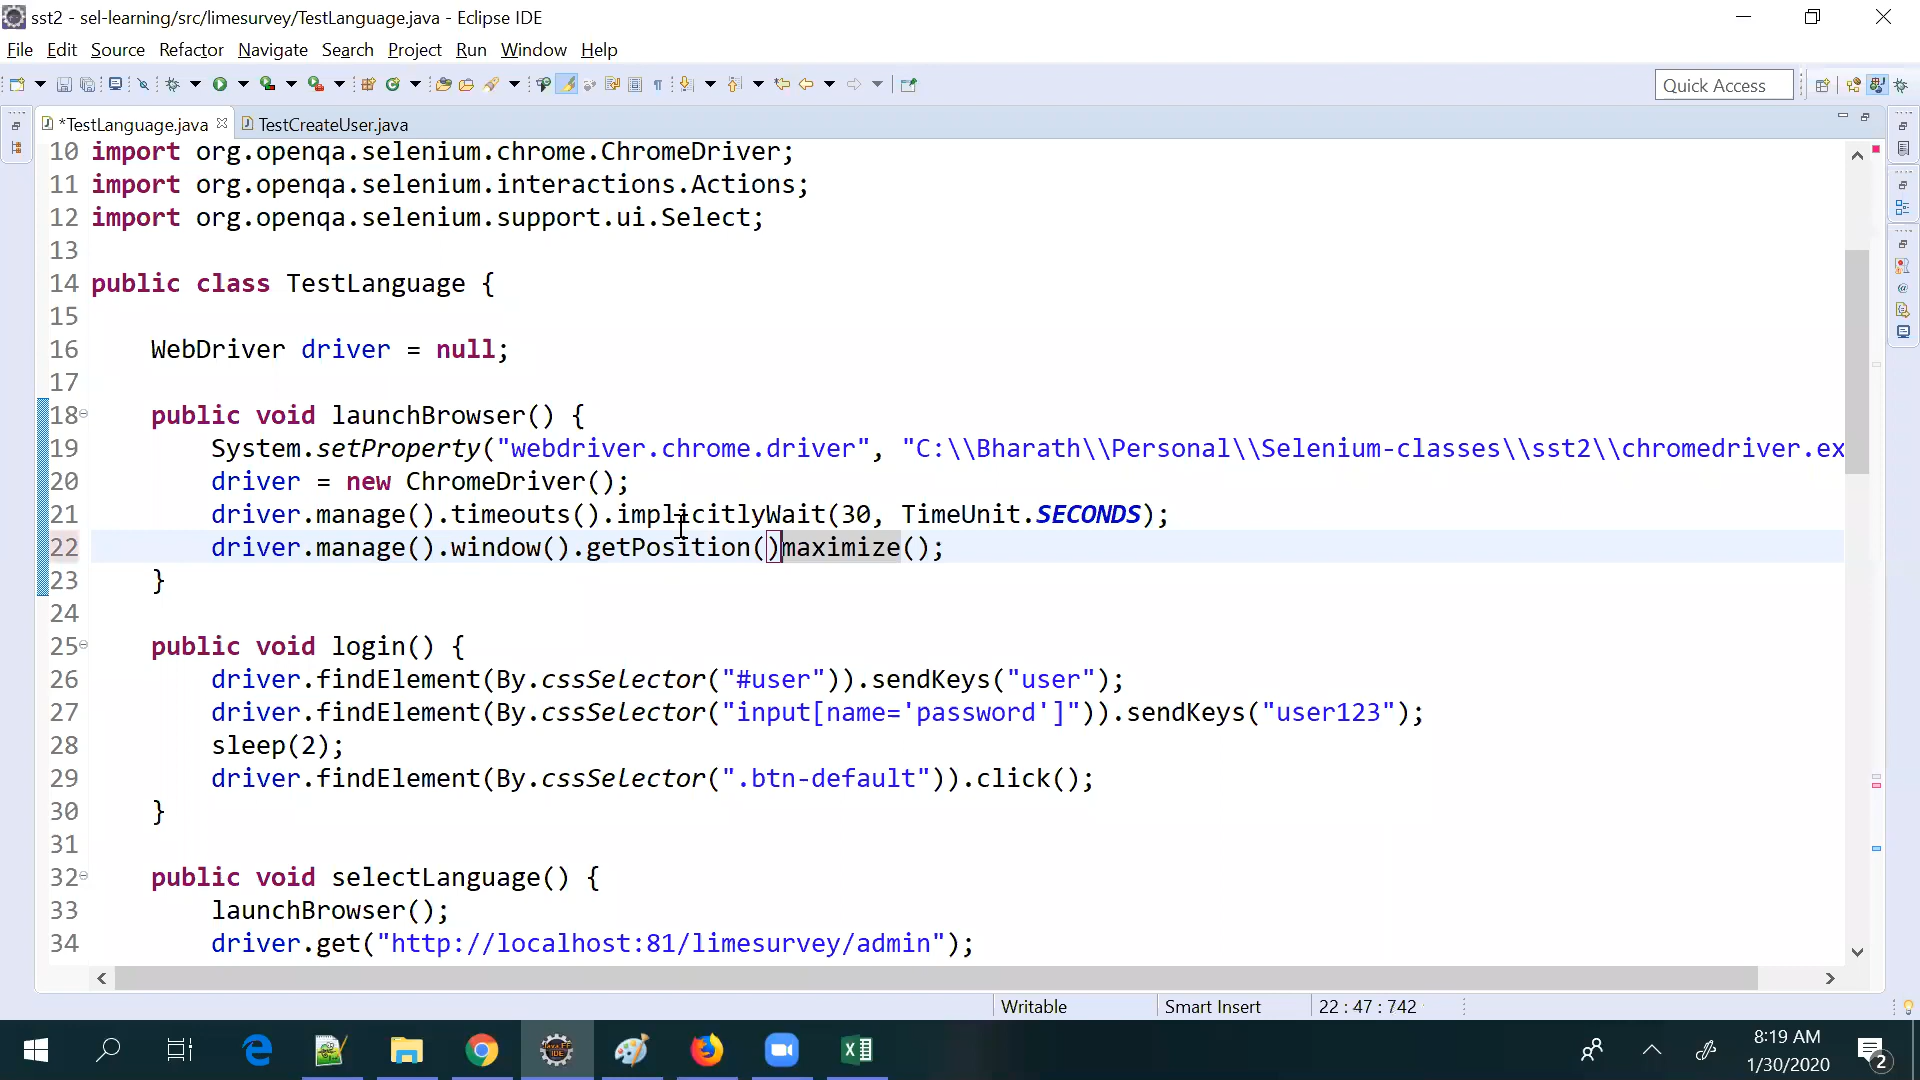 sst2 - sel-learning/src/limesurvey/TestLanguage.java - Eclipse IDE
File Edit Source Refactor Navigate Search Project Run Window Help
Quick Access
*TestLanguage.java TestCreateUser.java
10 import org.openqa.selenium.chrome.ChromeDriver;
11 import org.openqa.selenium.interactions.Actions;
12 import org.openqa.selenium.support.ui.Select;
13
14 public class TestLanguage {
15
16 WebDriver driver = null;
17
18 public void launchBrowser() {
19 System.setProperty("webdriver.chrome.driver", "C:\\Bharath\\Personal\\Selenium-classes\\sst2\\chromedriver.ex
20 driver = new ChromeDriver();
21 driver.manage().timeouts().implicitlyWait(30, TimeUnit.SECONDS);
22 driver.manage().window().getPosition()maximize();
23 }
24
25 public void login() {
26 driver.findElement(By.cssSelector("#user")).sendKeys("user");
27 driver.findElement(By.cssSelector("input[name='password']")).sendKeys("user123");
28 sleep(2);
29 driver.findElement(By.cssSelector(".btn-default")).click();
30 }
31
32 public void selectLanguage() {
33 launchBrowser();
34 driver.get("http://localhost:81/limesurvey/admin");
Writable Smart Insert 22 : 47 : 742
8:19 AM
1/30/2020
2